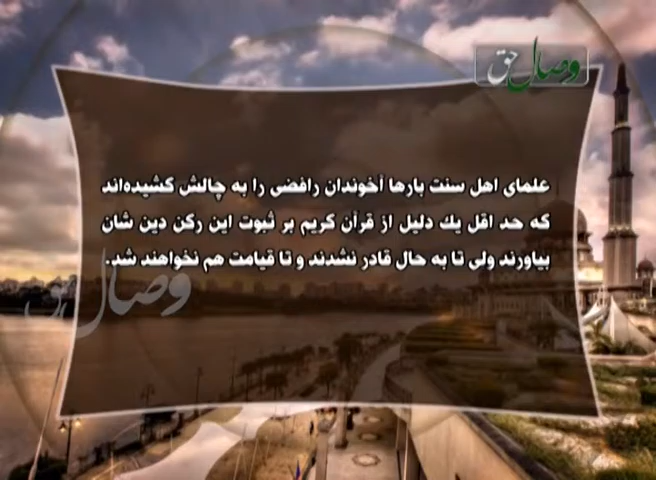 وصال حق
علمای اهل سنت بارها آخوندان رافضی را به چالش کشیده‌اند
که حد اقل یك دلیل از قرآن کریم بر ثبوت این رکن دین شان
بیاورند ولی تا به حال قادر نشدند و تا قیامت هم نخواهند شد.
وصال حق